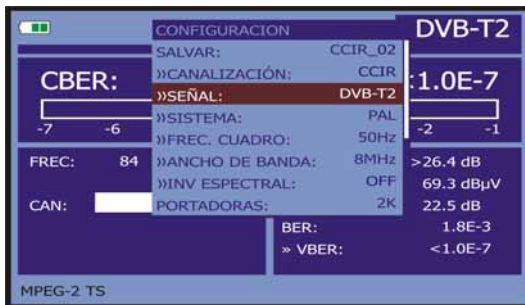 CONFIGURACION
DVB-T2
SALVAR: CCIR_02
»CANALIZACIÓN: CCIR
»SEÑAL: DVB-T2
»SISTEMA: PAL
»FREC. CUADRO: 50Hz
»ANCHO DE BANDA: 8MHz
»INV ESPECTRAL: OFF
PORTADORAS: 2K
CBER: :1.0E-7
-7 -6 -2 -1
FREC: 84 >26.4 dB
69.3 dBµV
CAN: 22.5 dB
BER: 1.8E-3
» VBER: <1.0E-7
MPEG-2 TS